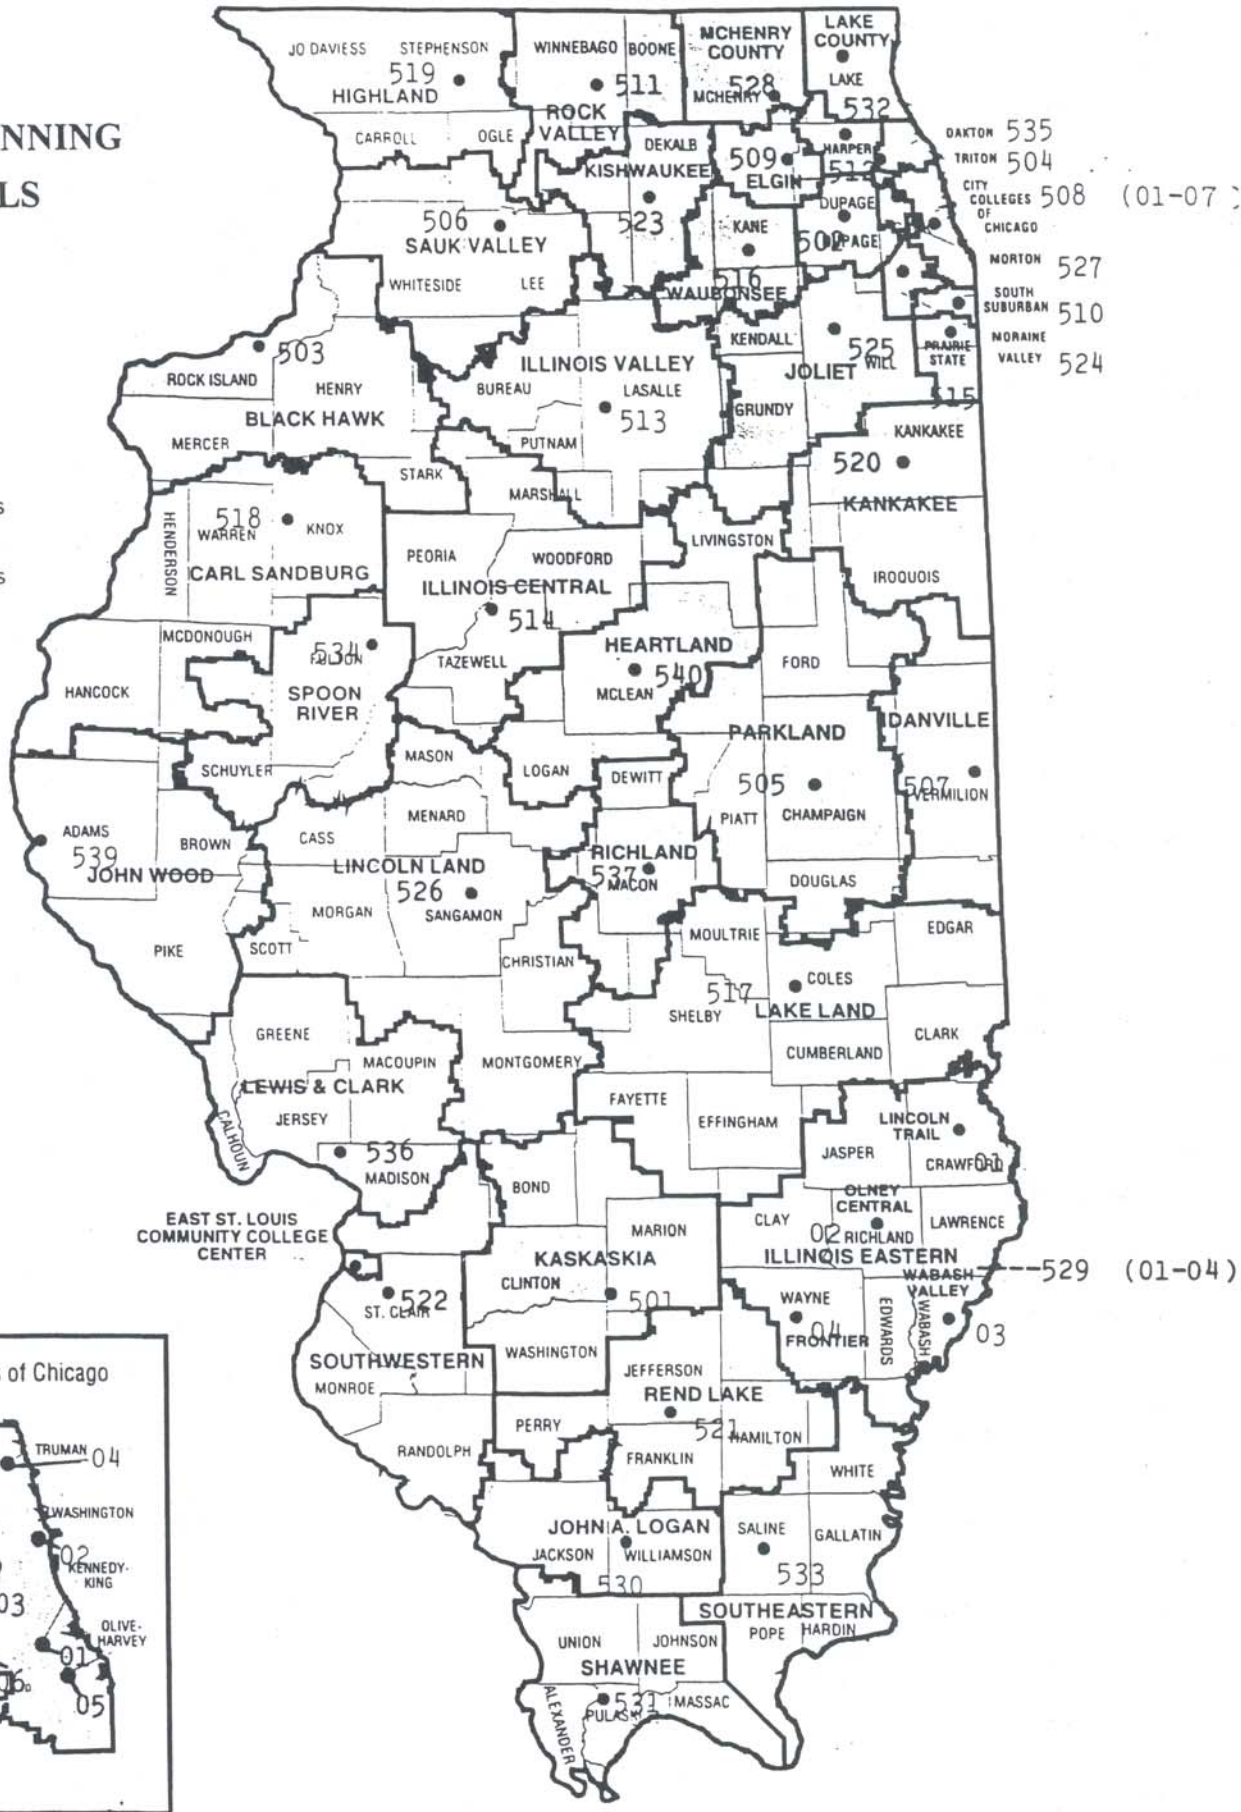 NNING
LS
JO DAVIESS
STEPHENSON
519
HIGHLAND
CARROLL
OGLE
WINNEBAGO
BOONE
511
ROCK
VALLEY
MCHENRY
COUNTY
528
MCHENRY
LAKE
COUNTY
LAKE
532
DEKALB
KISHWAUKEE
523
509
ELGIN
HARPER
512
OAKTON 535
TRITON 504
CITY
COLLEGES 508 (01-07
OF
CHICAGO
MORTON 527
SOUTH
SUBURBAN 510
MORAINE
VALLEY 524
506
SAUK VALLEY
WHITESIDE
LEE
KANE
516
WAUBONSEE
DUPAGE
502
DUPAGE
KENDALL
525
JOLIET
WILL
GRUNDY
PRAIRIE
STATE
515
503
ROCK ISLAND
HENRY
BLACK HAWK
MERCER
STARK
ILLINOIS VALLEY
BUREAU
LASALLE
513
PUTNAM
MARSHALL
KANKAKEE
520
KANKAKEE
IROQUOIS
HENDERSON
518
WARREN
KNOX
CARL SANDBURG
PEORIA
WOODFORD
ILLINOIS CENTRAL
514
TAZEWELL
LIVINGSTON
HEARTLAND
540
MCLEAN
FORD
MCDONOUGH
HANCOCK
534
FULTON
SPOON
RIVER
SCHUYLER
MASON
LOGAN
DEWITT
PARKLAND
505
CHAMPAIGN
PIATT
DOUGLAS
DANVILLE
507
VERMILION
ADAMS
539
JOHN WOOD
BROWN
PIKE
CASS
MENARD
LINCOLN LAND
526
SANGAMON
MORGAN
SCOTT
CHRISTIAN
RICHLAND
537
MACON
MOULTRIE
EDGAR
COLES
517
LAKE LAND
SHELBY
CUMBERLAND
CLARK
GREENE
MACOUPIN
MONTGOMERY
LEWIS & CLARK
JERSEY
CALHOUN
536
MADISON
FAYETTE
EFFINGHAM
LINCOLN
TRAIL
JASPER
CRAWFORD
01
BOND
EAST ST. LOUIS
COMMUNITY COLLEGE
CENTER
MARION
KASKASKIA
CLINTON
501
CLAY
OLNEY
CENTRAL
02
RICHLAND
LAWRENCE
ILLINOIS EASTERN
529 (01-04)
WABASH
VALLEY
03
WAYNE
04
FRONTIER
EDWARDS
WABASH
522
ST. CLAIR
SOUTHWESTERN
MONROE
RANDOLPH
WASHINGTON
JEFFERSON
REND LAKE
521
PERRY
FRANKLIN
HAMILTON
WHITE
JOHN A. LOGAN
JACKSON
WILLIAMSON
530
SALINE
GALLATIN
533
SOUTHEASTERN
POPE
HARDIN
UNION
JOHNSON
SHAWNEE
ALEXANDER
531
PULASKI
MASSAC
of Chicago
TRUMAN 04
WASHINGTON
02
KENNEDY-
KING
03
OLIVE-
HARVEY
01
06
05